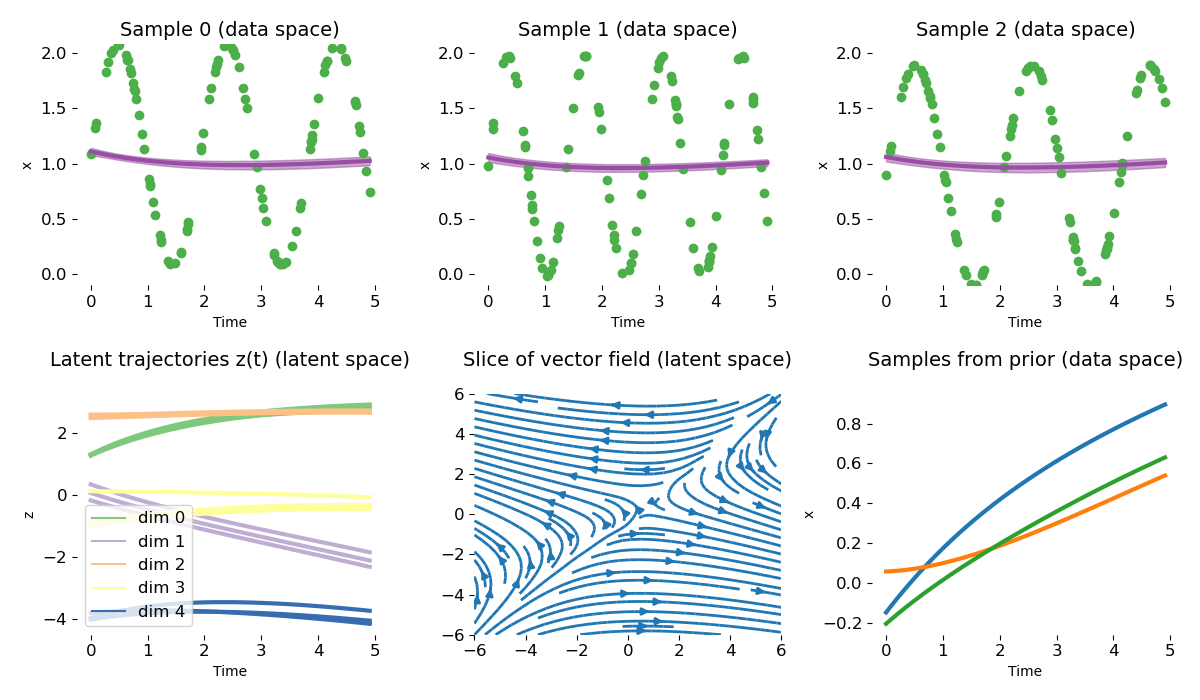 Sample 0 (data space)
Sample 1 (data space)
Sample 2 (data space)
2.0
1.5
1.0
0.5
0.0
x
0 1 2 3 4 5
Time
2.0
1.5
1.0
0.5
0.0
x
0 1 2 3 4 5
Time
2.0
1.5
1.0
0.5
0.0
x
0 1 2 3 4 5
Time
Latent trajectories z(t) (latent space)
Slice of vector field (latent space)
Samples from prior (data space)
2
0
−2
−4
z
dim 0
dim 1
dim 2
dim 3
dim 4
0 1 2 3 4 5
Time
6
4
2
0
−2
−4
−6
−6 −4 −2 0 2 4 6
0.8
0.6
0.4
0.2
0.0
−0.2
x
0 1 2 3 4 5
Time